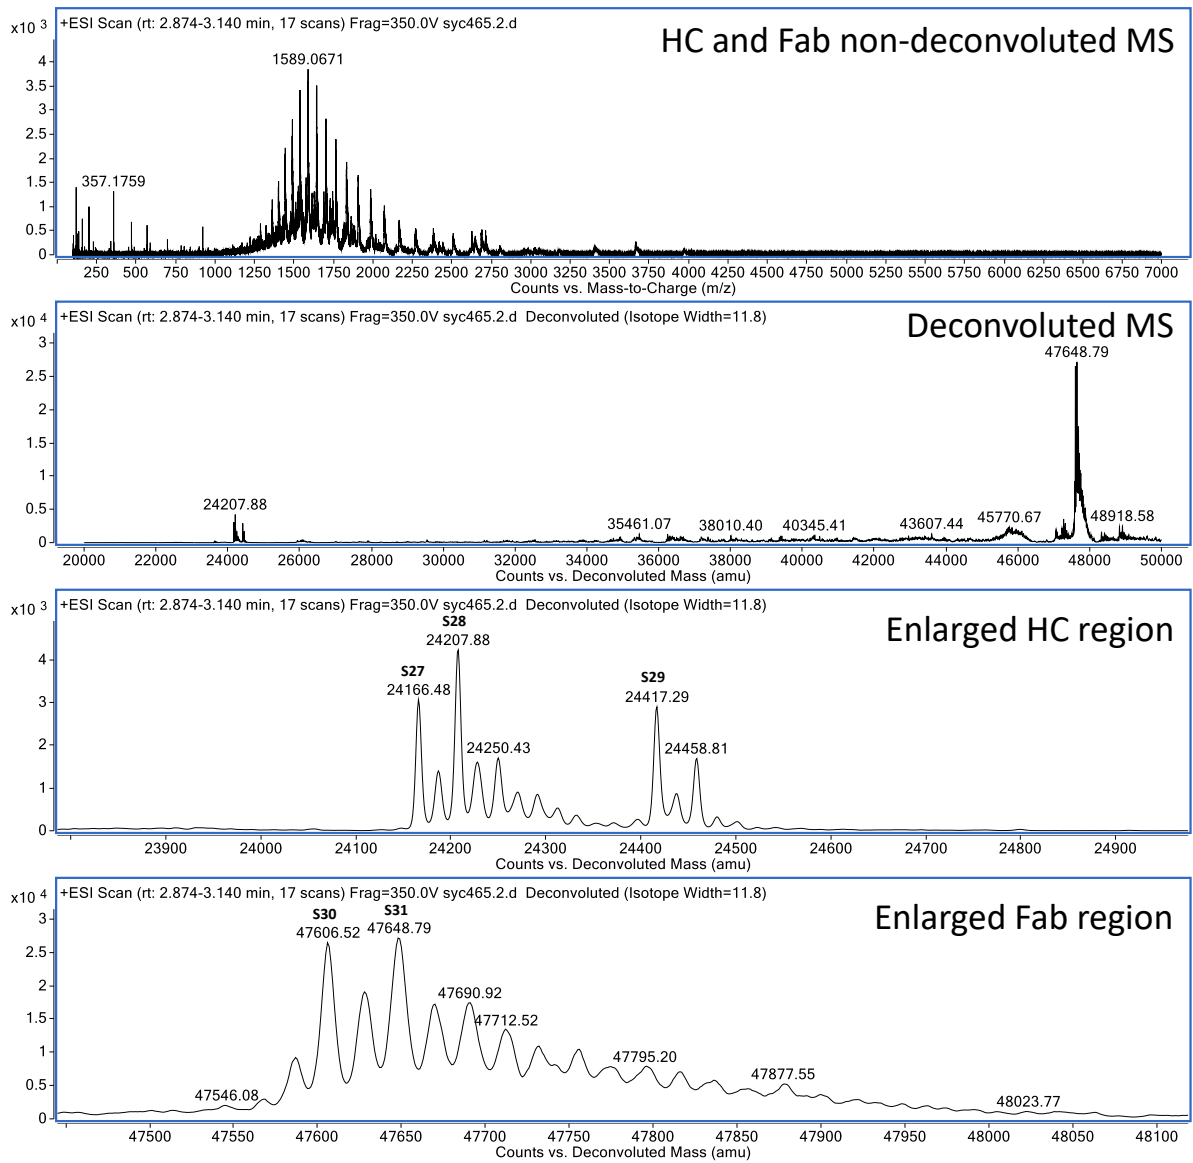 +ESI Scan (rt: 2.874-3.140 min, 17 scans) Frag=350.0V syc465.2.d
HC and Fab non-deconvoluted MS
x10 3
4
3.5
3
2.5
2
1.5
1
0.5
0
1589.0671
357.1759
250 500 750 1000 1250 1500 1750 2000 2250 2500 2750 3000 3250 3500 3750 4000 4250 4500 4750 5000 5250 5500 5750 6000 6250 6500 6750 7000
Counts vs. Mass-to-Charge (m/z)
+ESI Scan (rt: 2.874-3.140 min, 17 scans) Frag=350.0V syc465.2.d Deconvoluted (Isotope Width=11.8)
Deconvoluted MS
x10 4
3
2.5
2
1.5
1
0.5
0
47648.79
24207.88
35461.07
38010.40
40345.41
43607.44
45770.67
48918.58
20000 22000 24000 26000 28000 30000 32000 34000 36000 38000 40000 42000 44000 46000 48000 50000
Counts vs. Deconvoluted Mass (amu)
+ESI Scan (rt: 2.874-3.140 min, 17 scans) Frag=350.0V syc465.2.d Deconvoluted (Isotope Width=11.8)
Enlarged HC region
x10 3
4
3
2
1
0
S28
24207.88
S27
24166.48
24250.43
S29
24417.29
24458.81
23900 24000 24100 24200 24300 24400 24500 24600 24700 24800 24900
Counts vs. Deconvoluted Mass (amu)
+ESI Scan (rt: 2.874-3.140 min, 17 scans) Frag=350.0V syc465.2.d Deconvoluted (Isotope Width=11.8)
Enlarged Fab region
x10 4
3
2.5
2
1.5
1
0.5
0
S30
47606.52
S31
47648.79
47690.92
47712.52
47546.08
47795.20
47877.55
48023.77
47500 47550 47600 47650 47700 47750 47800 47850 47900 47950 48000 48050 48100
Counts vs. Deconvoluted Mass (amu)